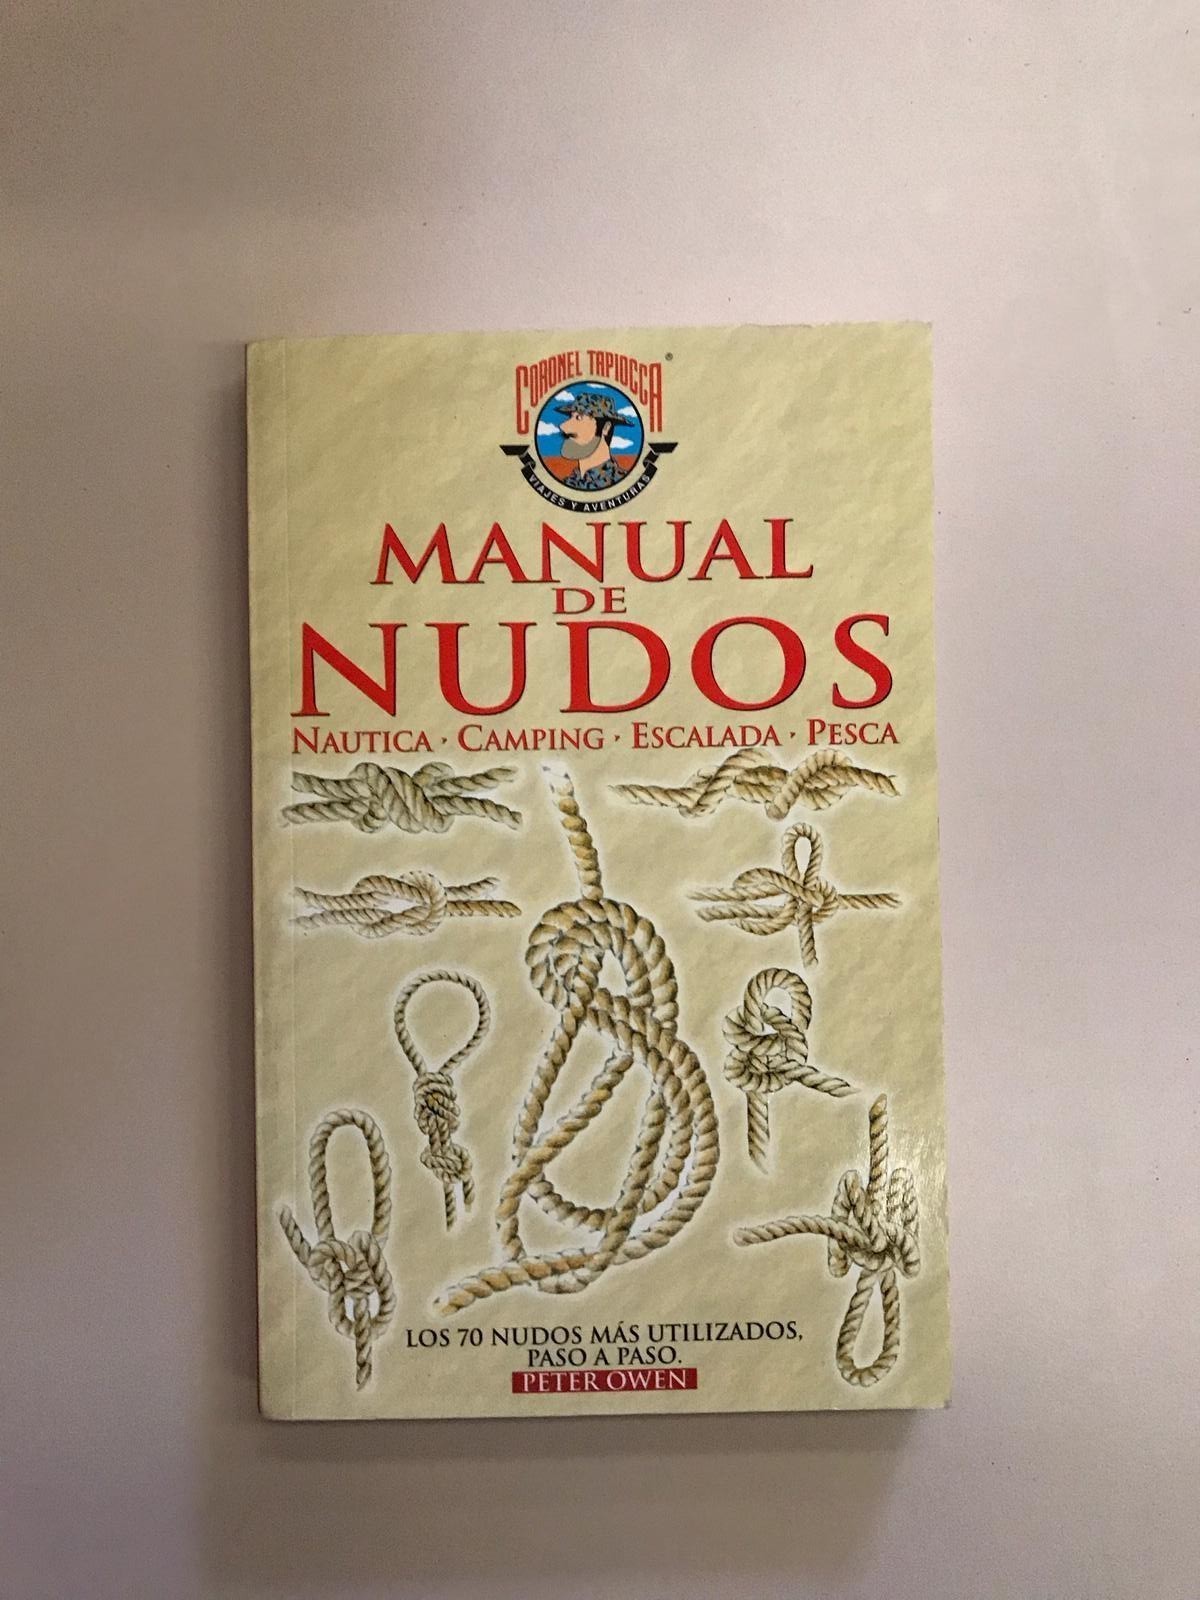 CORONEL TAPIOCCA®
VIAJES Y AVENTURAS
MANUAL
DE
NUDOS
NAUTICA · CAMPING · ESCALADA · PESCA
LOS 70 NUDOS MÁS UTILIZADOS,
PASO A PASO.
PETER OWEN